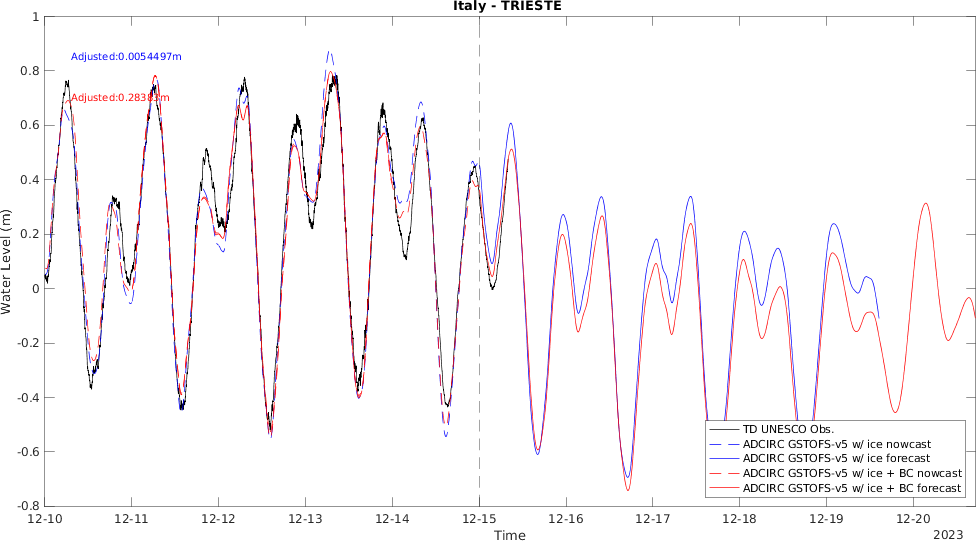 Italy - TRIESTE
Adjusted:0.0054497m
Adjusted:0.28383m
Water Level (m)
1
0.8
0.6
0.4
0.2
0
-0.2
-0.4
-0.6
-0.8
TD UNESCO Obs.
ADCIRC GSTOFS-v5 w/ ice nowcast
ADCIRC GSTOFS-v5 w/ ice forecast
ADCIRC GSTOFS-v5 w/ ice + BC nowcast
ADCIRC GSTOFS-v5 w/ ice + BC forecast
12-10 12-11 12-12 12-13 12-14 12-15 12-16 12-17 12-18 12-19 12-20
Time
2023